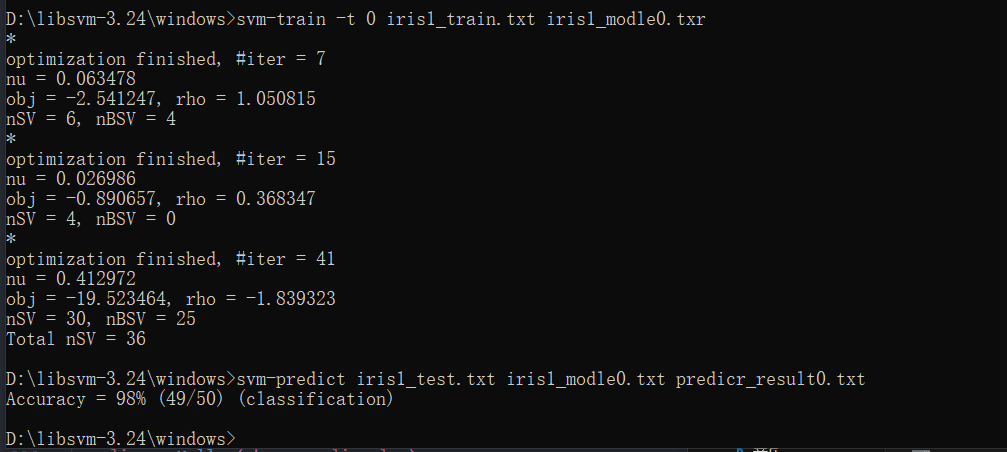 D:\libsvm-3.24\windows>svm-train -t 0 iris1_train.txt iris1_modle0.txr
*
optimization finished, #iter = 7
nu = 0.063478
obj = -2.541247, rho = 1.050815
nSV = 6, nBSV = 4
*
optimization finished, #iter = 15
nu = 0.026986
obj = -0.890657, rho = 0.368347
nSV = 4, nBSV = 0
*
optimization finished, #iter = 41
nu = 0.412972
obj = -19.523464, rho = -1.839323
nSV = 30, nBSV = 25
Total nSV = 36
D:\libsvm-3.24\windows>svm-predict iris1_test.txt iris1_modle0.txt predicr_result0.txt
Accuracy = 98% (49/50) (classification)
D:\libsvm-3.24\windows>